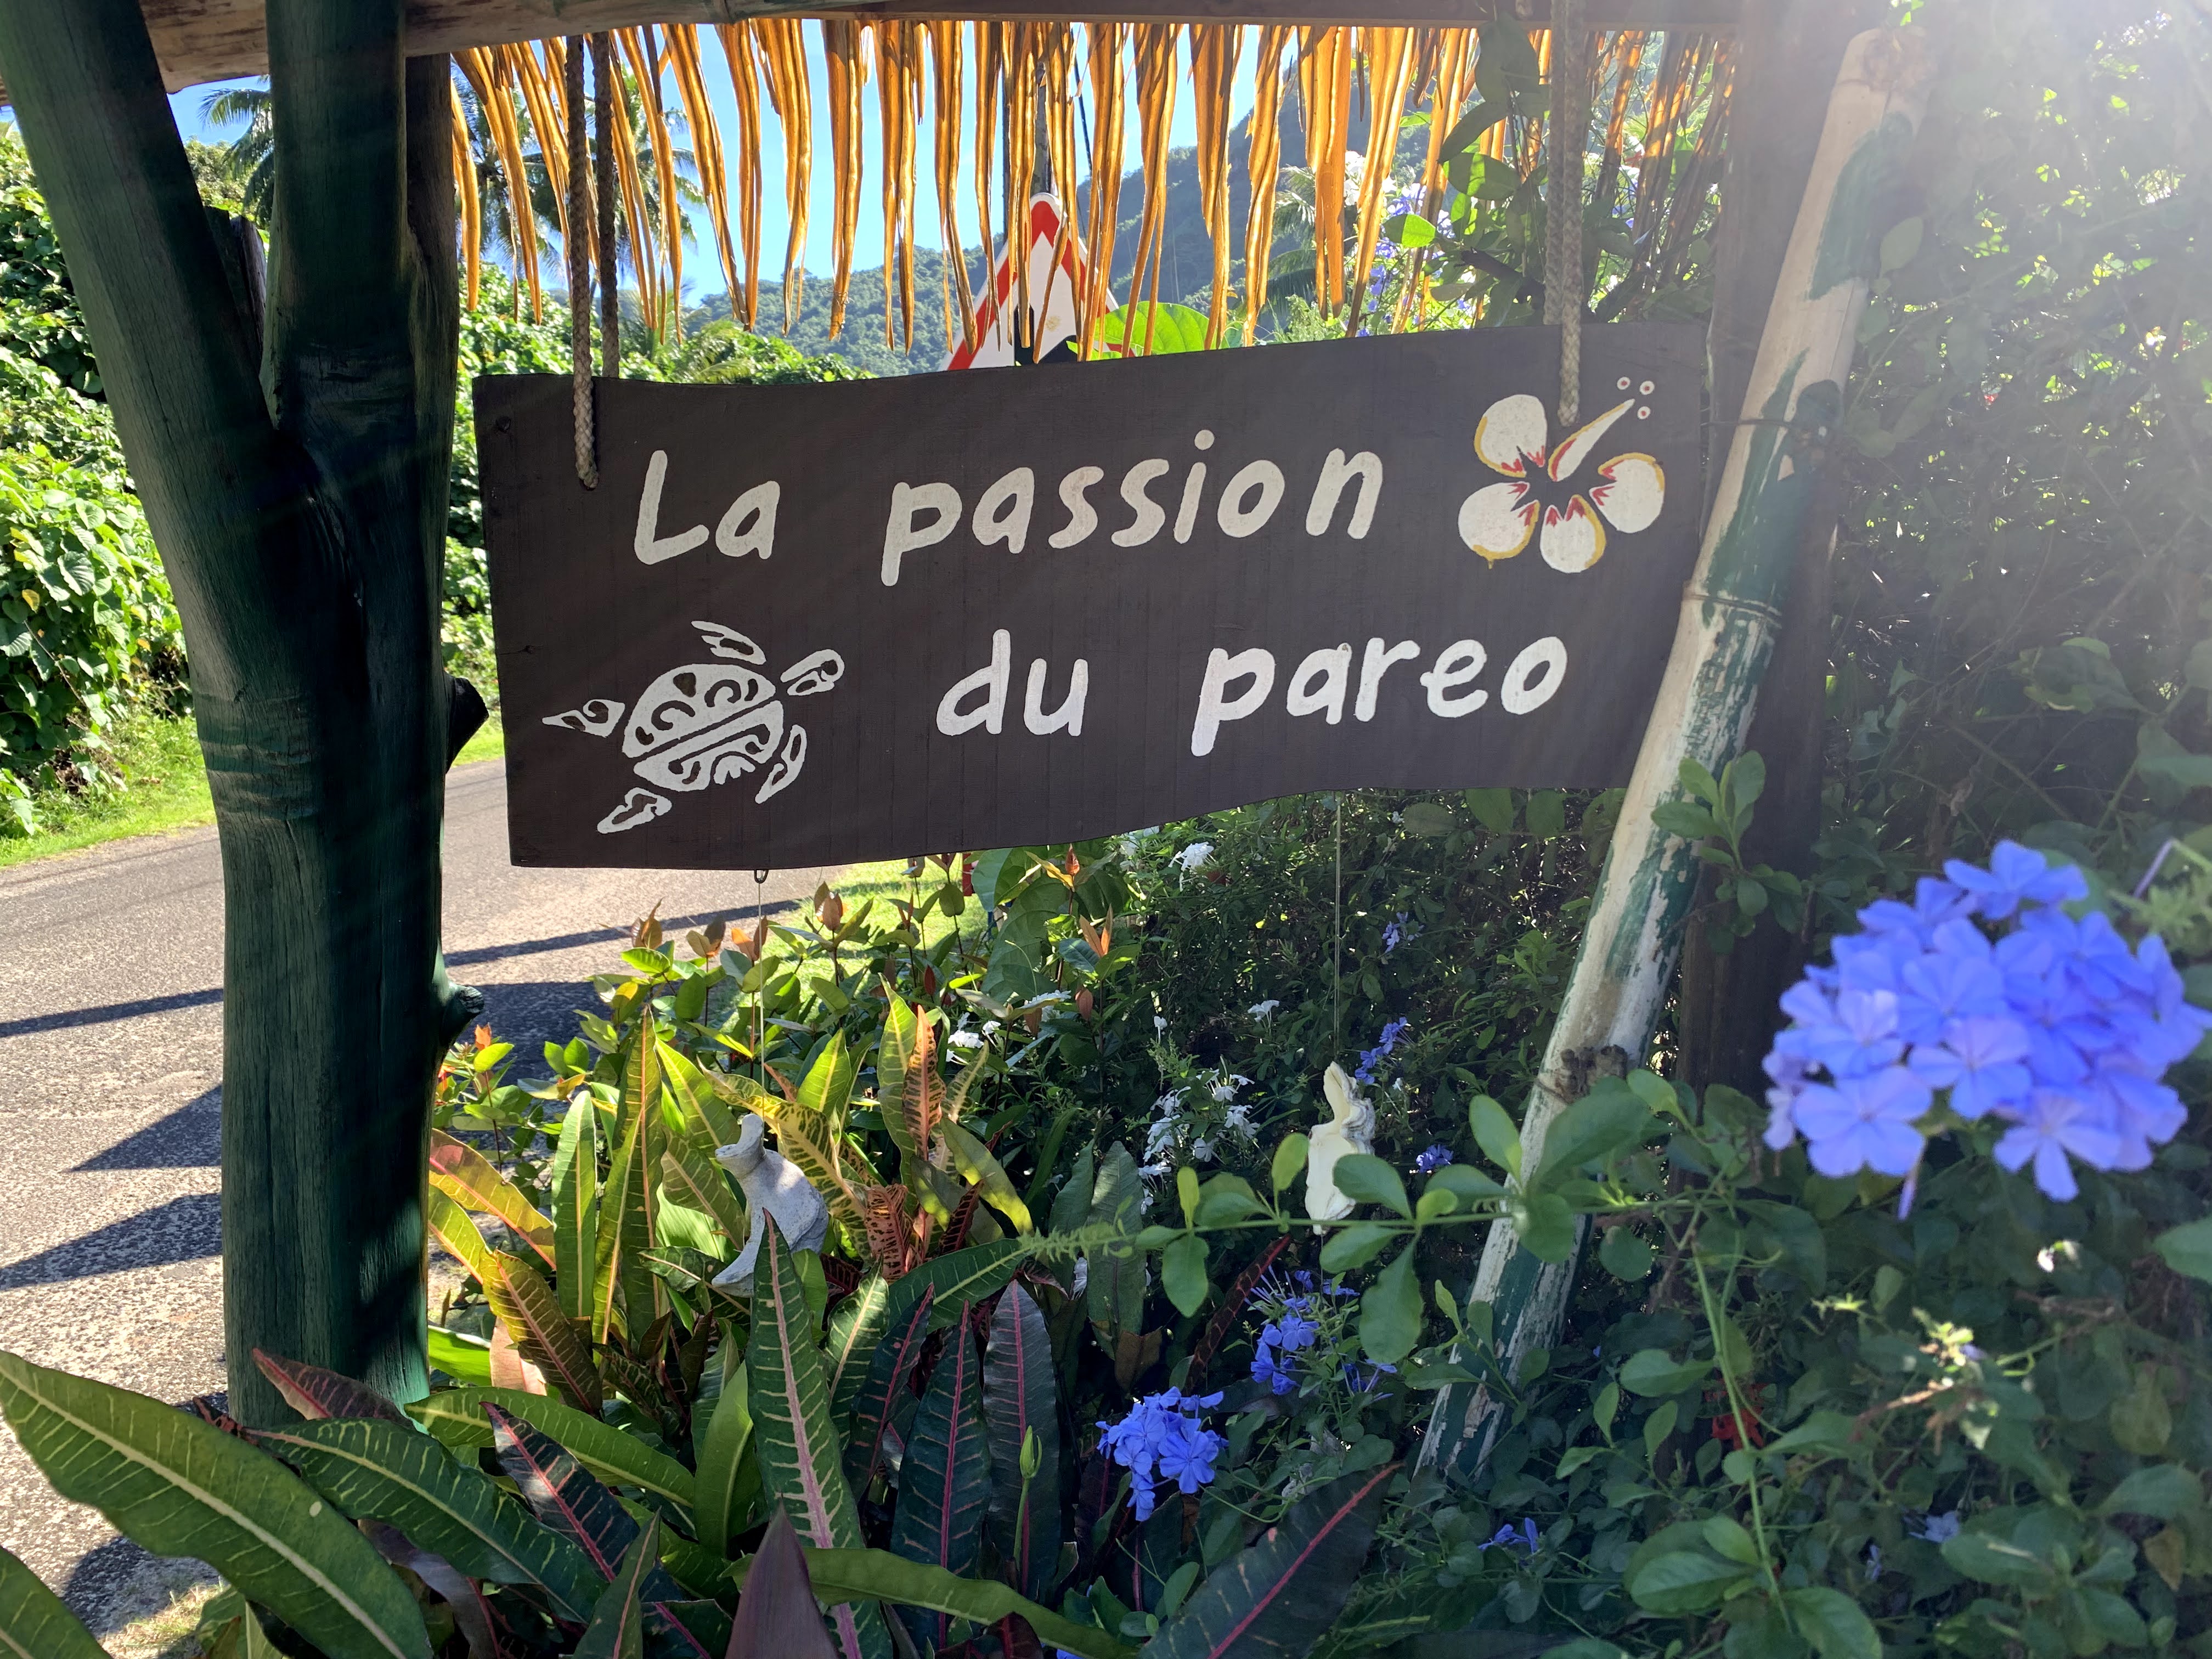 La passion
du pareo